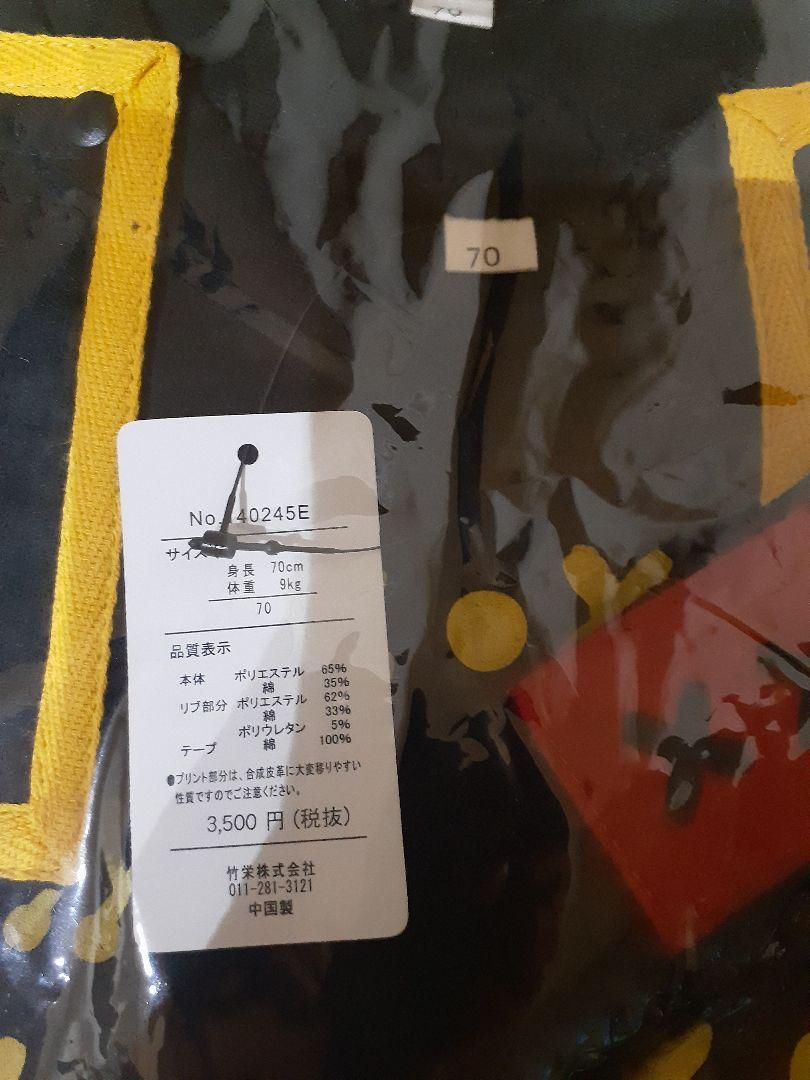 70
70
No. 40245E
サイズ
身長 70cm
体重 9kg
70
品質表示
本体 ポリエステル 65%
綿 35%
リブ部分 ポリエステル 62%
綿 33%
ポリウレタン 5%
テープ 綿 100%
●プリント部分は、合成皮革に大変移りやすい
性質ですのでご注意ください。
3,500 円(税抜)
竹栄株式会社
011-281-3121
中国製